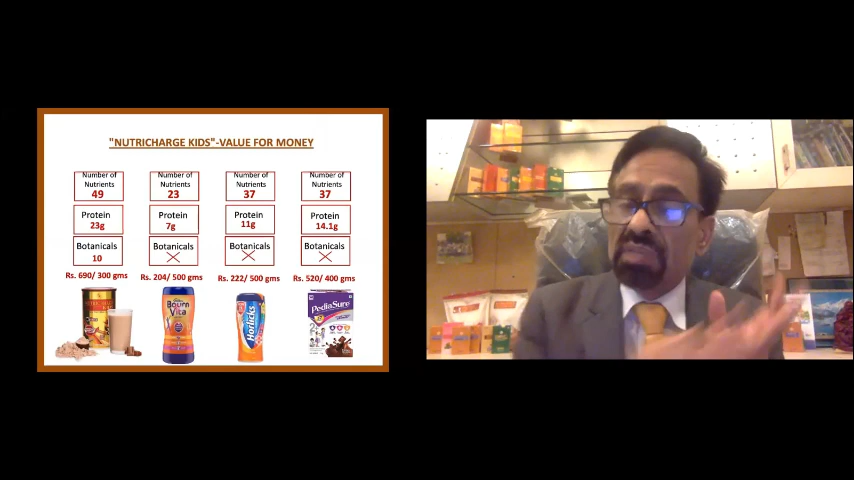 "NUTRICHARGE KIDS"-VALUE FOR MONEY
Number of
Nutrients
49
Number of
Nutrients
23
Number of
Nutrients
37
Number of
Nutrients
37
Protein
23g
Protein
7g
Protein
11g
Protein
14.1g
Botanicals
10
Botanicals
Botanicals
Botanicals
Rs. 690/ 300 gms
Rs. 204/ 500 gms
Rs. 222/ 500 gms
Rs. 520/ 400 gms
Bourn
Vita
Horlicks
PediaSure